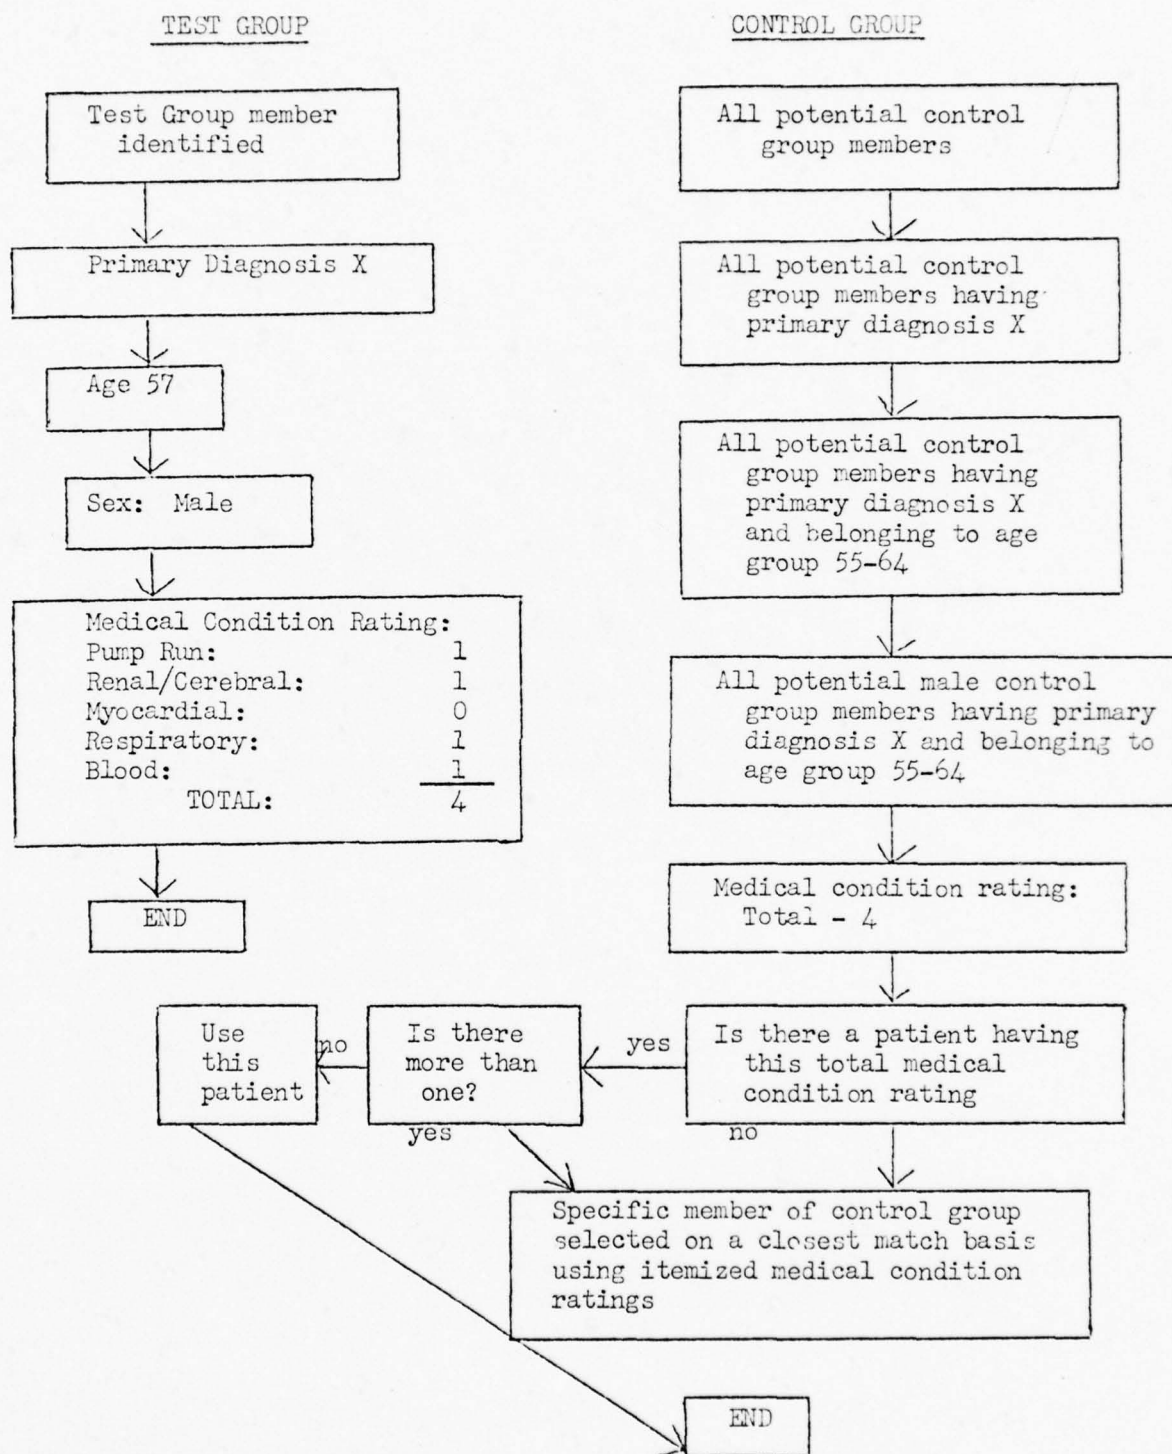 TEST GROUP
Test Group member
identified
Primary Diagnosis X
Age 57
Sex: Male
Medical Condition Rating:
Pump Run: 1
Renal/Cerebral: 1
Myocardial: 0
Respiratory: 1
Blood: 1
TOTAL: 4
END
CONTROL GROUP
All potential control
group members
All potential control
group members having
primary diagnosis X
All potential control
group members having
primary diagnosis X
and belonging to age
group 55-64
All potential male control
group members having primary
diagnosis X and belonging to
age group 55-64
Medical condition rating:
Total - 4
Is there a patient having
this total medical
condition rating
yes
no
Is there
more than
one?
no
yes
Use
this
patient
Specific member of control group
selected on a closest match basis
using itemized medical condition
ratings
END